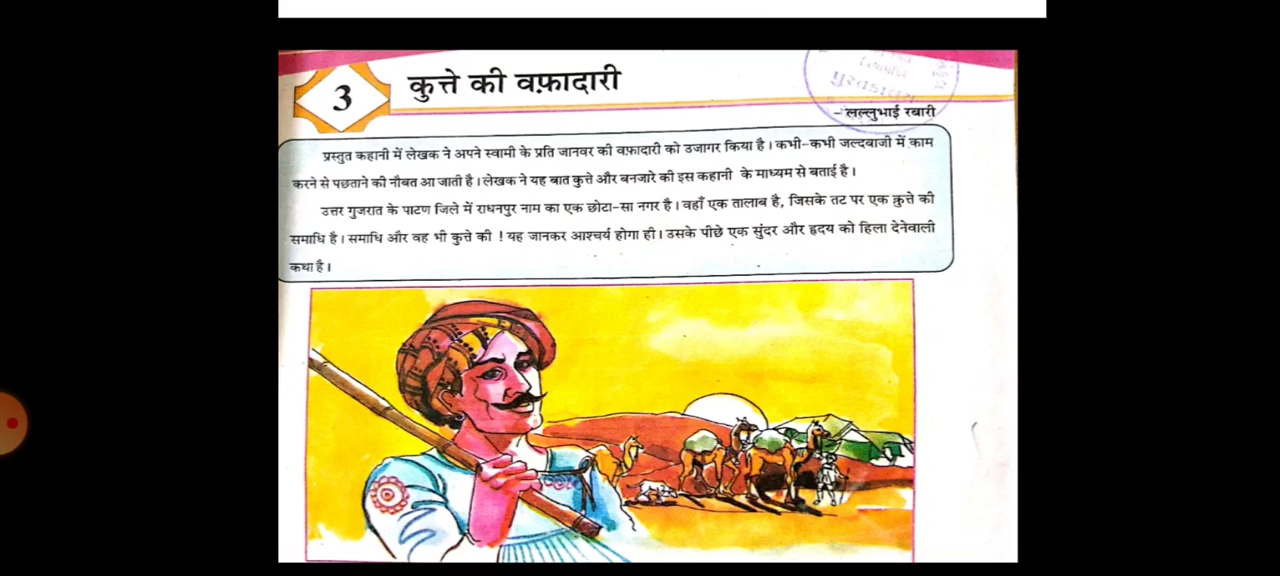 3
कुत्ते की वफ़ादारी
પુસ્તકાલય
- लल्लुभाई रबारी
प्रस्तुत कहानी में लेखक ने अपने स्वामी के प्रति जानवर की वफ़ादारी को उजागर किया है। कभी-कभी जल्दबाजी में काम
करने से पछताने की नौबत आ जाती है। लेखक ने यह बात कुत्ते और बनजारे की इस कहानी के माध्यम से बताई है।
उत्तर गुजरात के पाटण जिले में राधनपुर नाम का एक छोटा-सा नगर है। वहाँ एक तालाब है, जिसके तट पर एक कुत्ते की
समाधि है। समाधि और वह भी कुत्ते की ! यह जानकर आश्चर्य होगा ही। उसके पीछे एक सुंदर और हृदय को हिला देनेवाली
कथा है।